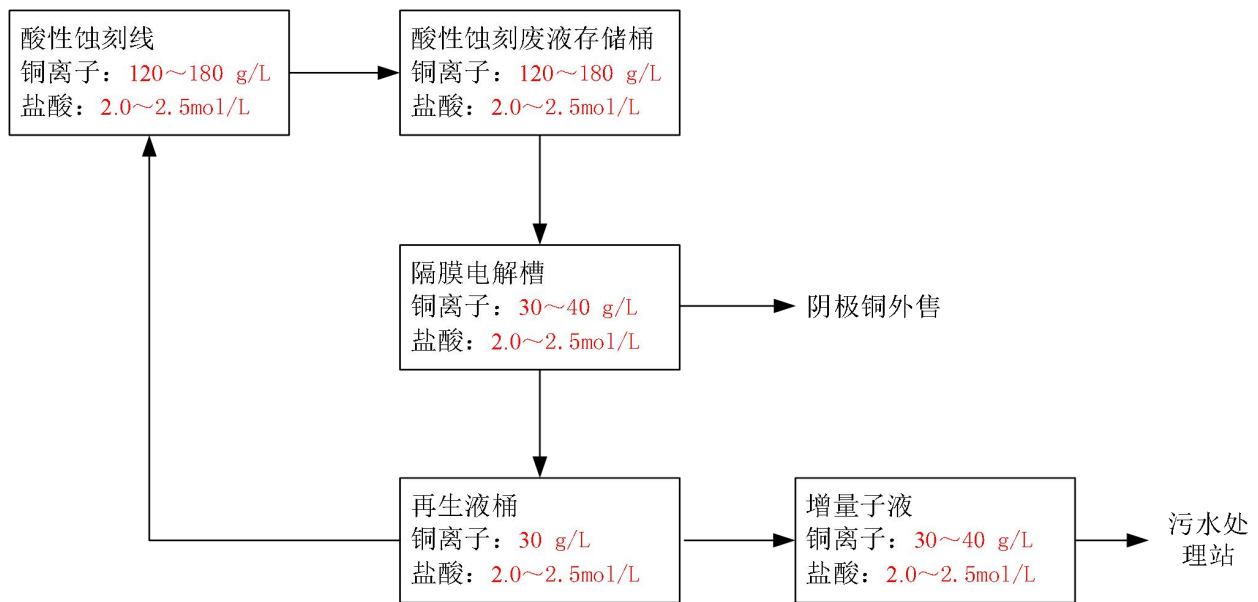 酸性蚀刻线
铜离子：120～180 g/L
盐酸：2.0～2.5mol/L
酸性蚀刻废液存储桶
铜离子：120～180 g/L
盐酸：2.0～2.5mol/L
隔膜电解槽
铜离子：30～40 g/L
盐酸：2.0～2.5mol/L
阴极铜外售
再生液桶
铜离子：30 g/L
盐酸：2.0～2.5mol/L
增量子液
铜离子：30～40 g/L
盐酸：2.0～2.5mol/L
污水处
理站